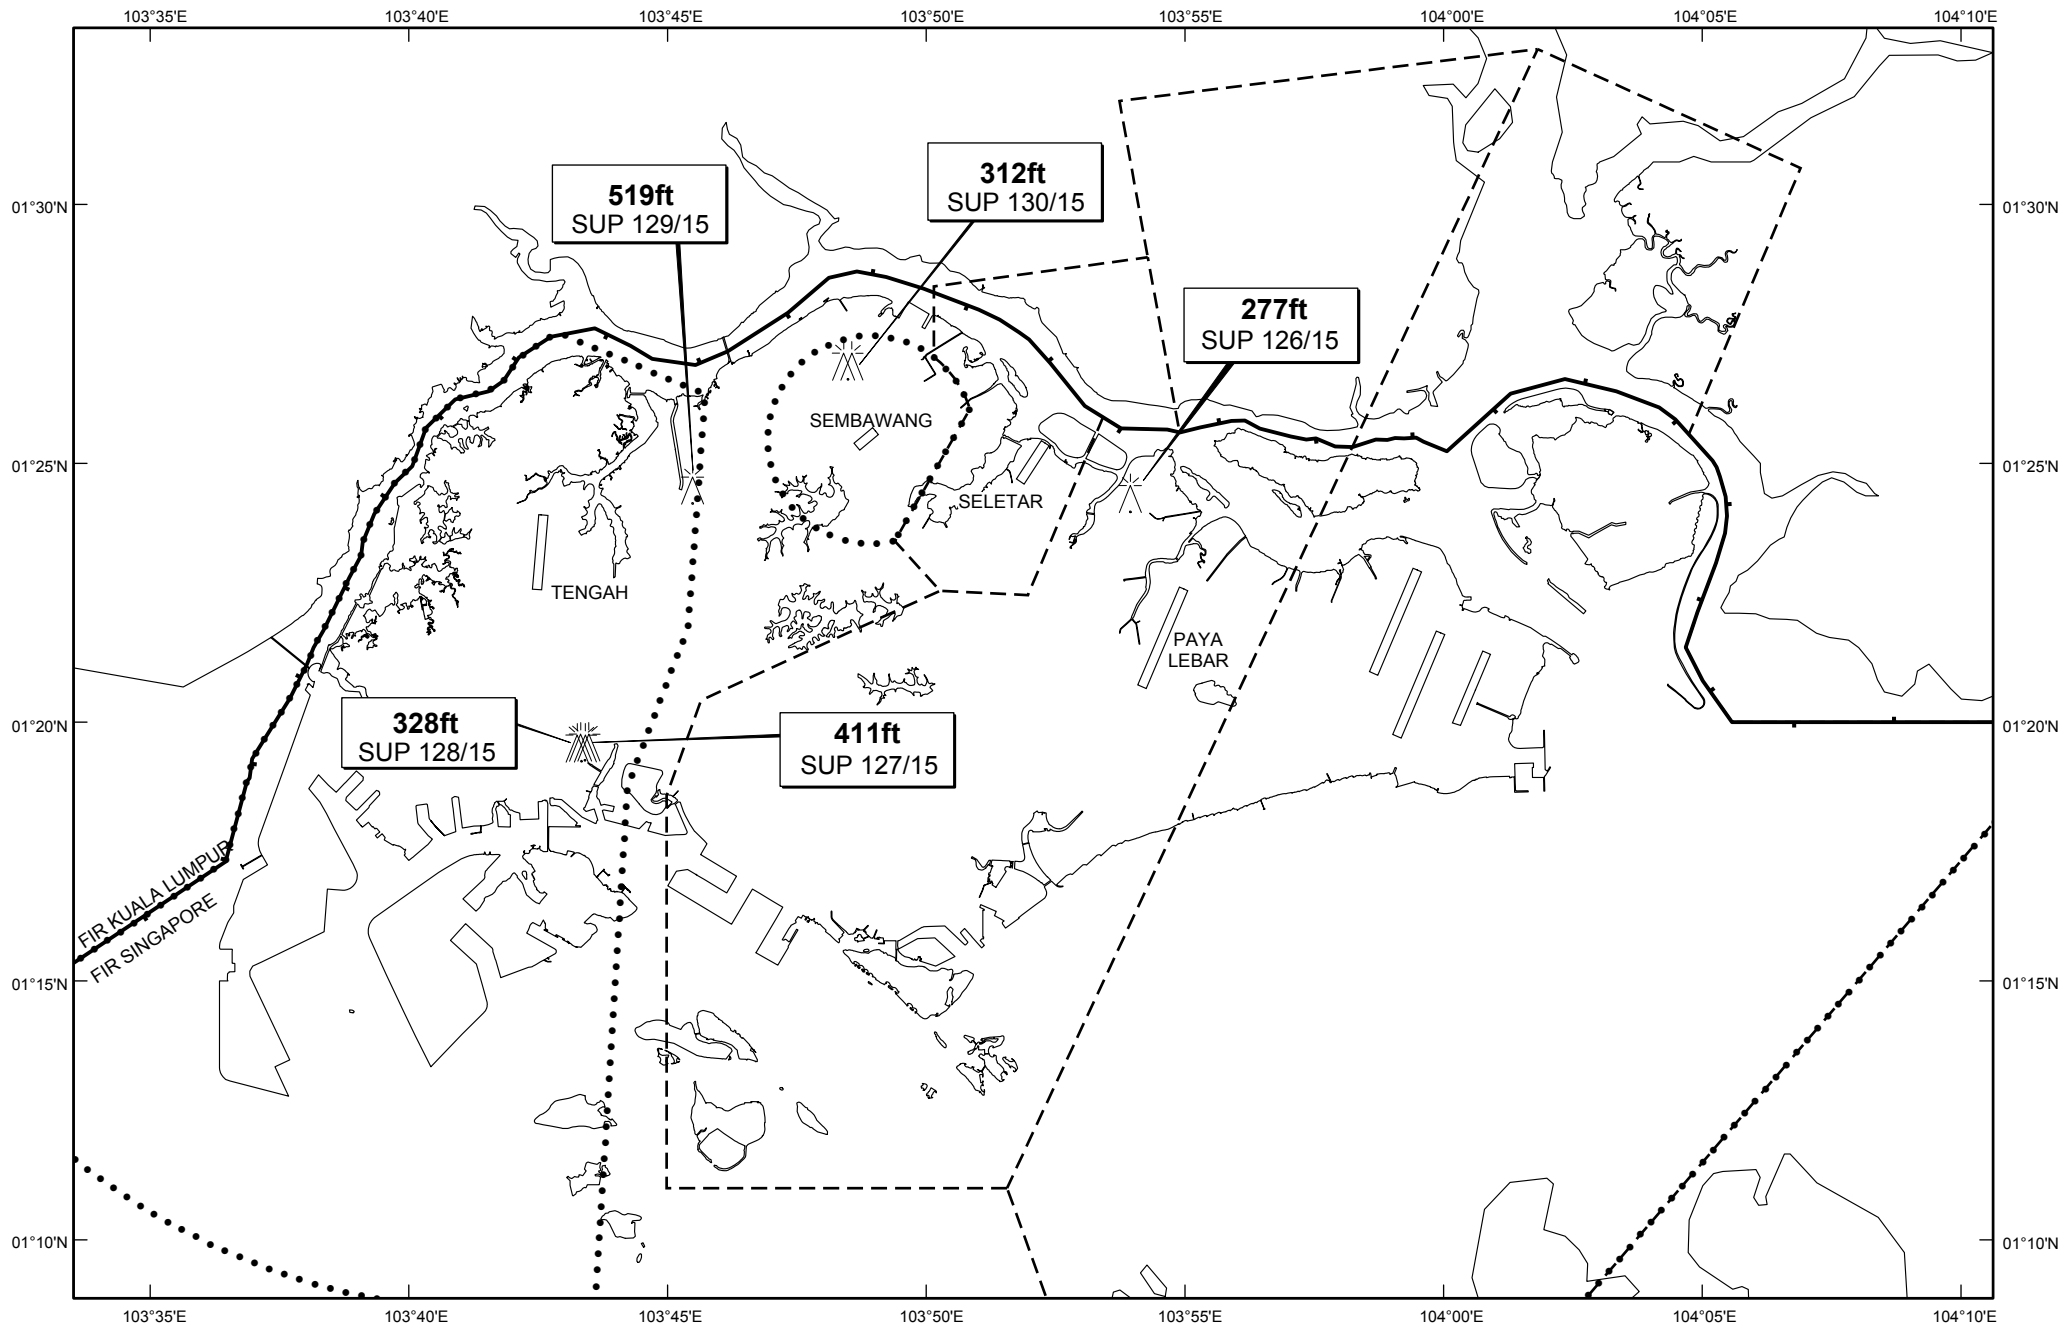 103°35'E
103°40'E
103°45'E
103°50'E
103°55'E
104°00'E
104°05'E
104°10'E
312ft
SUP 130/15
519ft
SUP 129/15
01°30'N
01°30'N
277ft
SUP 126/15
SEMBAWANG
01°25'N
01°25'N
SELETAR
TENGAH
PAYA
LEBAR
328ft
SUP 128/15
411ft
SUP 127/15
01°20'N
01°20'N
FIR KUALA LUMPUR
FIR SINGAPORE
01°15'N
01°15'N
01°10'N
01°10'N
103°35'E
103°40'E
103°45'E
103°50'E
103°55'E
104°00'E
104°05'E
104°10'E